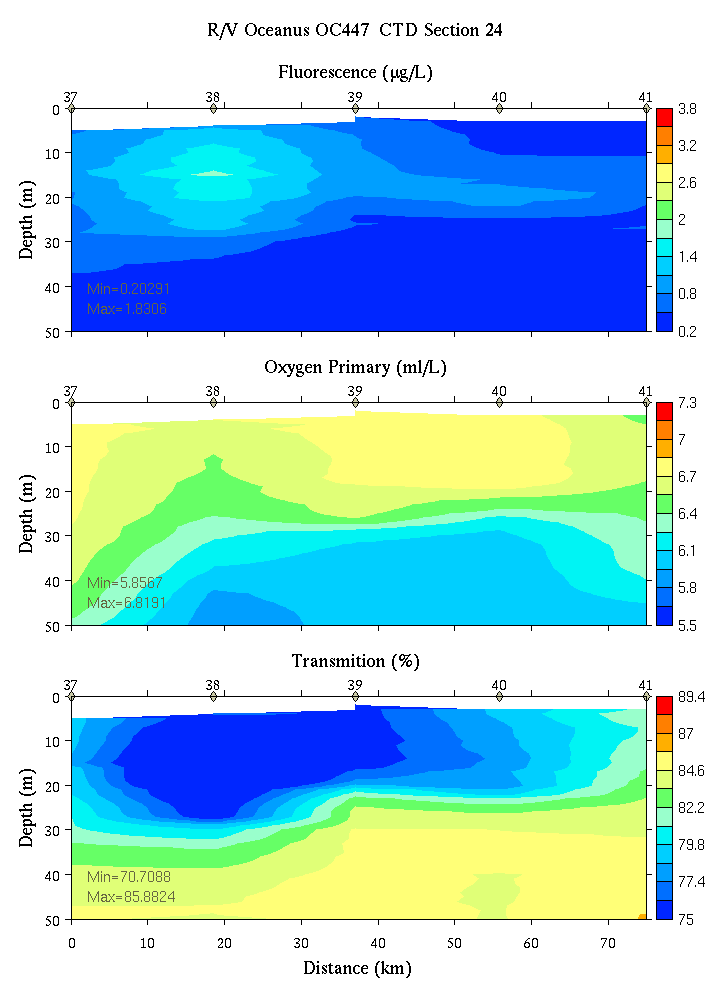 R/V Oceanus OC447 CTD Section 24
Fluorescence (µg/L)
37 38 39 40 41
0
10
20
30
40
50
Depth (m)
Min=0.20291
Max=1.8306
3.8
3.2
2.6
2
1.4
0.8
0.2
Oxygen Primary (ml/L)
37 38 39 40 41
0
10
20
30
40
50
Depth (m)
Min=5.8567
Max=6.8191
7.3
7
6.7
6.4
6.1
5.8
5.5
Transmition (%)
37 38 39 40 41
0
10
20
30
40
50
Depth (m)
Min=70.7088
Max=85.8824
89.4
87
84.6
82.2
79.8
77.4
75
0 10 20 30 40 50 60 70
Distance (km)